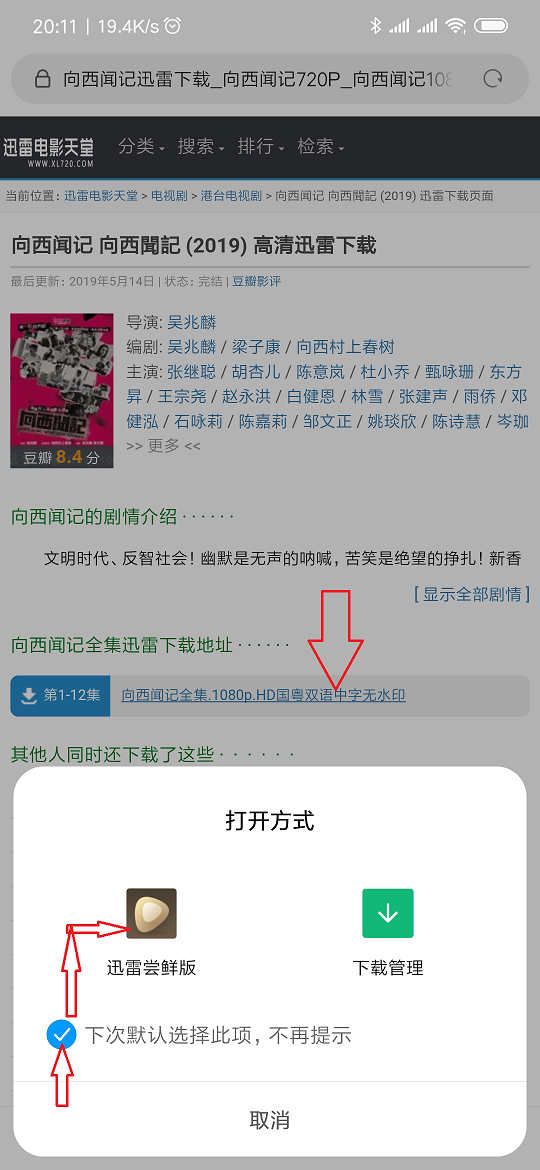 20:11 | 19.4K/s
向西闻记迅雷下载_向西闻记720P_向西闻记108
迅雷电影天堂
WWW.XL720.COM
分类 搜索 排行 检索
当前位置: 迅雷电影天堂 > 电视剧 > 港台电视剧 > 向西闻记 向西聞記 (2019) 迅雷下载页面
向西闻记 向西聞記 (2019) 高清迅雷下载
最后更新: 2019年5月14日 | 状态: 完结 | 豆瓣影评
导演: 吴兆麟
编剧: 吴兆麟 / 梁子康 / 向西村上春树
主演: 张继聪 / 胡杏儿 / 陈意岚 / 杜小乔 / 甄咏珊 / 东方
昇 / 王宗尧 / 赵永洪 / 白健恩 / 林雪 / 张建声 / 雨侨 / 邓
健泓 / 石咏莉 / 陈嘉莉 / 邹文正 / 姚琰欣 / 陈诗慧 / 岑珈
>> 更多 <<
向西聞記
豆瓣 8.4 分
向西闻记的剧情介绍 · · · · · ·
文明时代、反智社会！幽默是无声的呐喊，苦笑是绝望的挣扎！新香
[ 显示全部剧情 ]
向西闻记全集迅雷下载地址 · · · · · ·
第1-12集 向西闻记全集.1080p.HD国粤双语中字无水印
其他人同时还下载了这些 · · · · · ·
打开方式
迅雷尝鲜版 下载管理
下次默认选择此项，不再提示
取消